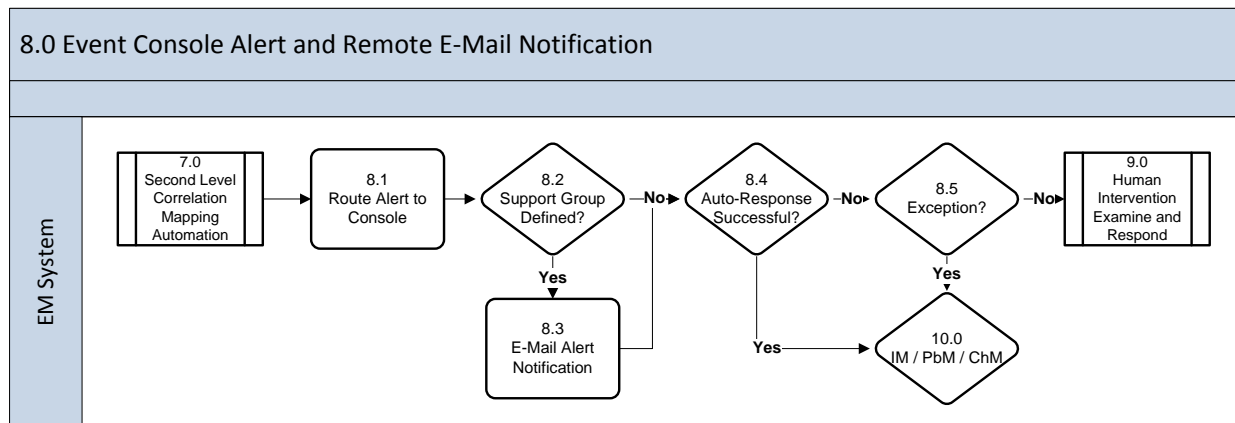 8.0 Event Console Alert and Remote E-Mail Notification
EM System
7.0
Second Level
Correlation
Mapping
Automation
8.1
Route Alert to
Console
8.2
Support Group
Defined?
No
Yes
8.3
E-Mail Alert
Notification
8.4
Auto-Response
Successful?
No
Yes
8.5
Exception?
No
Yes
9.0
Human
Intervention
Examine and
Respond
10.0
IM / PbM / ChM